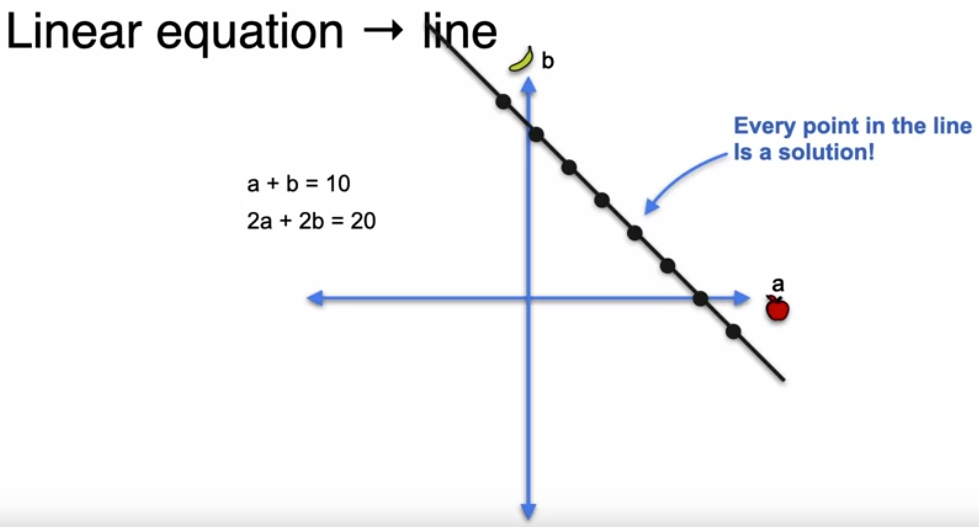 Linear equation → line
b
Every point in the line
Is a solution!
a + b = 10
2a + 2b = 20
a